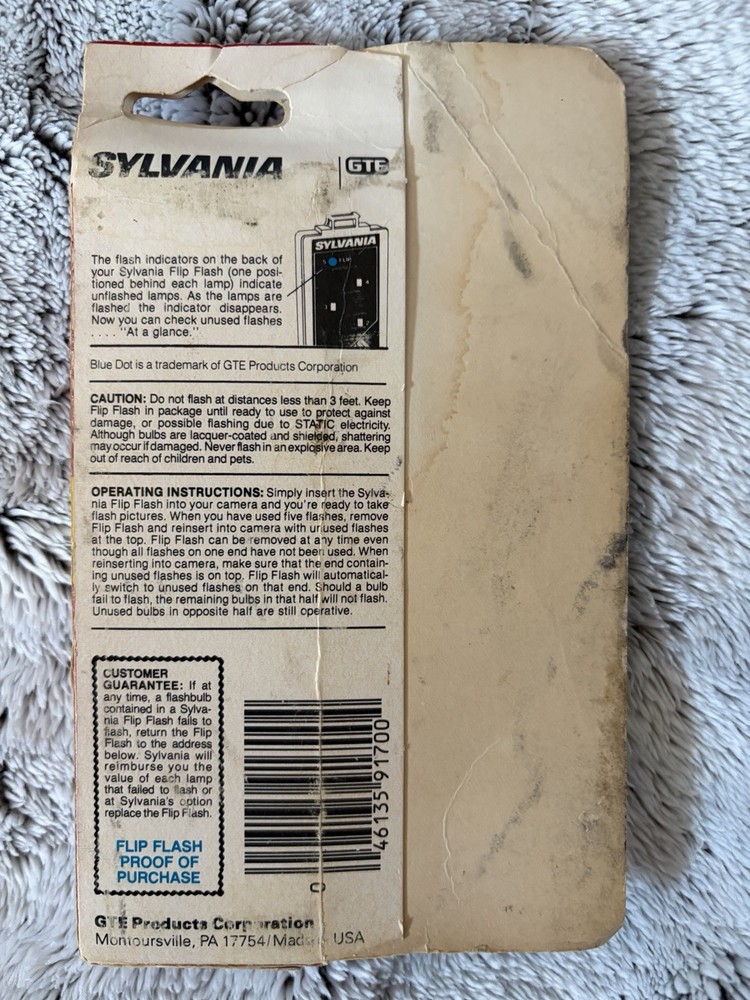 SYLVANIA | GTE
SYLVANIA
The flash indicators on the back of
your Sylvania Flip Flash (one posi-
tioned behind each lamp) indicate
unflashed lamps. As the lamps are
flashed the indicator disappears.
Now you can check unused flashes
. . . . "At a glance."
Blue Dot is a trademark of GTE Products Corporation
CAUTION: Do not flash at distances less than 3 feet. Keep
Flip Flash in package until ready to use to protect against
damage, or possible flashing due to STATIC electricity.
Although bulbs are lacquer-coated and shielded, shattering
may occur if damaged. Never flash in an explosive area. Keep
out of reach of children and pets.
OPERATING INSTRUCTIONS: Simply insert the Sylva-
nia Flip Flash into your camera and you're ready to take
flash pictures. When you have used five flashes, remove
Flip Flash and reinsert into camera with unused flashes
at the top. Flip Flash can be removed at any time even
though all flashes on one end have not been used. When
reinserting into camera, make sure that the end contain-
ing unused flashes is on top. Flip Flash will automatical-
ly switch to unused flashes on that end. Should a bulb
fail to flash, the remaining bulbs in that half will not flash.
Unused bulbs in opposite half are still operative.
CUSTOMER
GUARANTEE: If at
any time, a flashbulb
contained in a Sylva-
nia Flip Flash fails to
flash, return the Flip
Flash to the address
below. Sylvania will
reimburse you the
value of each lamp
that failed to flash or
at Sylvania's option
replace the Flip Flash.
FLIP FLASH
PROOF OF
PURCHASE
46135 91700
GTE Products Corporation
Montoursville, PA 17754/Made in USA